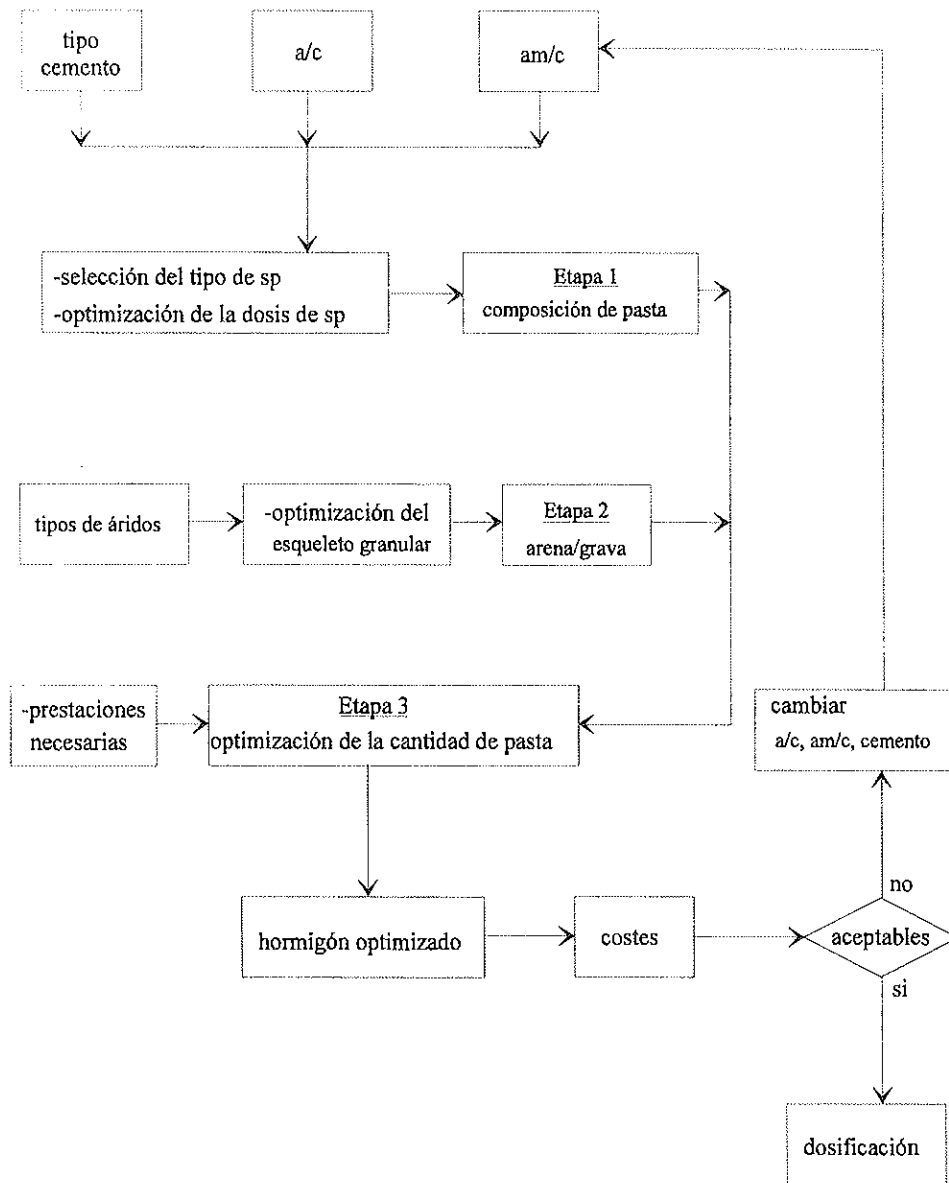 tipo
cemento
a/c
am/c
-selección del tipo de sp
-optimización de la dosis de sp
Etapa 1
composición de pasta
tipos de áridos
-optimización del
esqueleto granular
Etapa 2
arena/grava
-prestaciones
necesarias
Etapa 3
optimización de la cantidad de pasta
cambiar
a/c, am/c, cemento
no
hormigón optimizado
costes
aceptables
si
dosificación